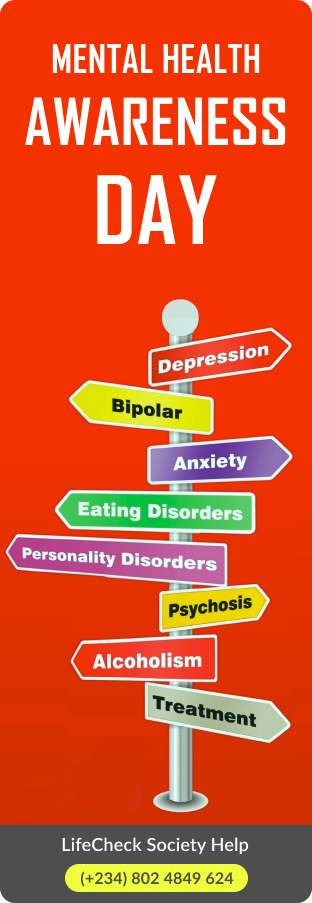 MENTAL HEALTH
AWARENESS
DAY
Depression
Bipolar
Anxiety
Eating Disorders
Personality Disorders
Psychosis
Alcoholism
Treatment
LifeCheck Society Help
(+234) 802 4849 624